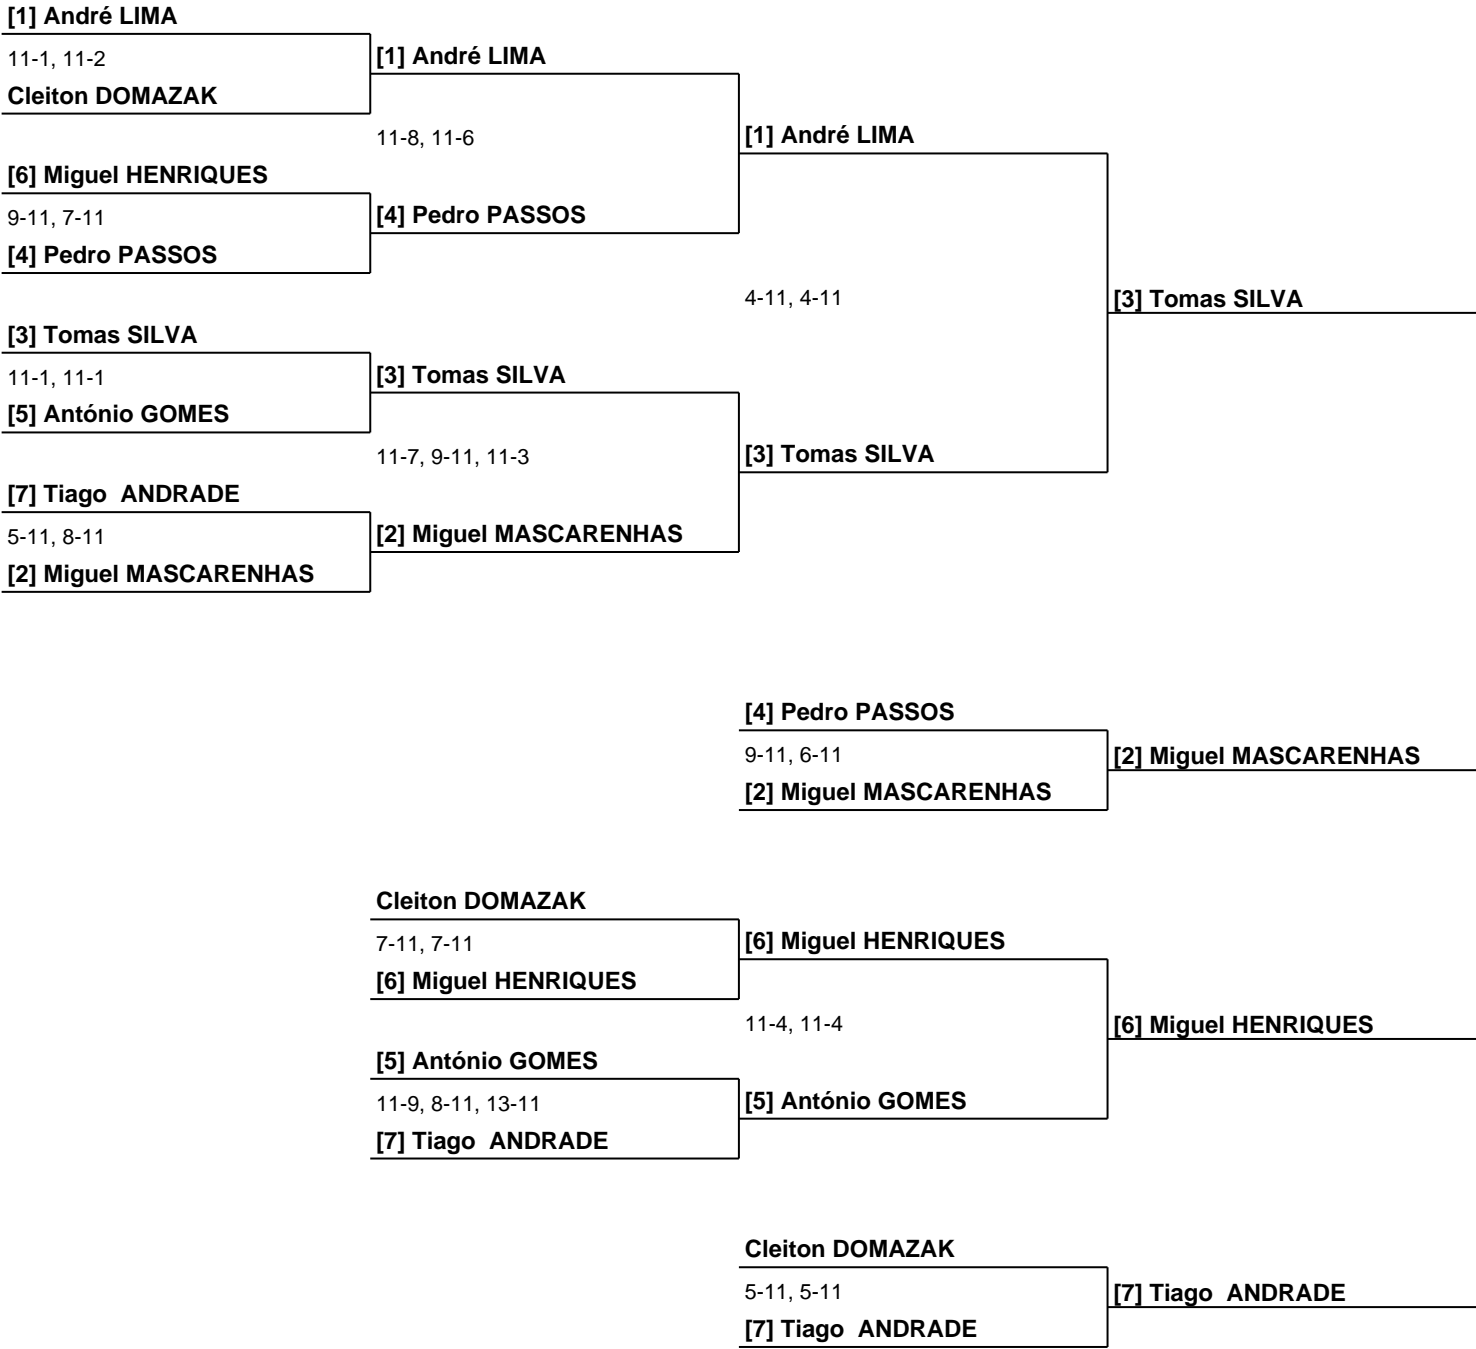 [1] André LIMA
11-1, 11-2
[1] André LIMA
Cleiton DOMAZAK
11-8, 11-6
[1] André LIMA
[6] Miguel HENRIQUES
9-11, 7-11
[4] Pedro PASSOS
[4] Pedro PASSOS
4-11, 4-11
[3] Tomas SILVA
[3] Tomas SILVA
11-1, 11-1
[3] Tomas SILVA
[5] António GOMES
11-7, 9-11, 11-3
[3] Tomas SILVA
[7] Tiago  ANDRADE
5-11, 8-11
[2] Miguel MASCARENHAS
[2] Miguel MASCARENHAS
[4] Pedro PASSOS
9-11, 6-11
[2] Miguel MASCARENHAS
[2] Miguel MASCARENHAS
Cleiton DOMAZAK
7-11, 7-11
[6] Miguel HENRIQUES
[6] Miguel HENRIQUES
11-4, 11-4
[6] Miguel HENRIQUES
[5] António GOMES
11-9, 8-11, 13-11
[5] António GOMES
[7] Tiago  ANDRADE
Cleiton DOMAZAK
5-11, 5-11
[7] Tiago  ANDRADE
[7] Tiago  ANDRADE